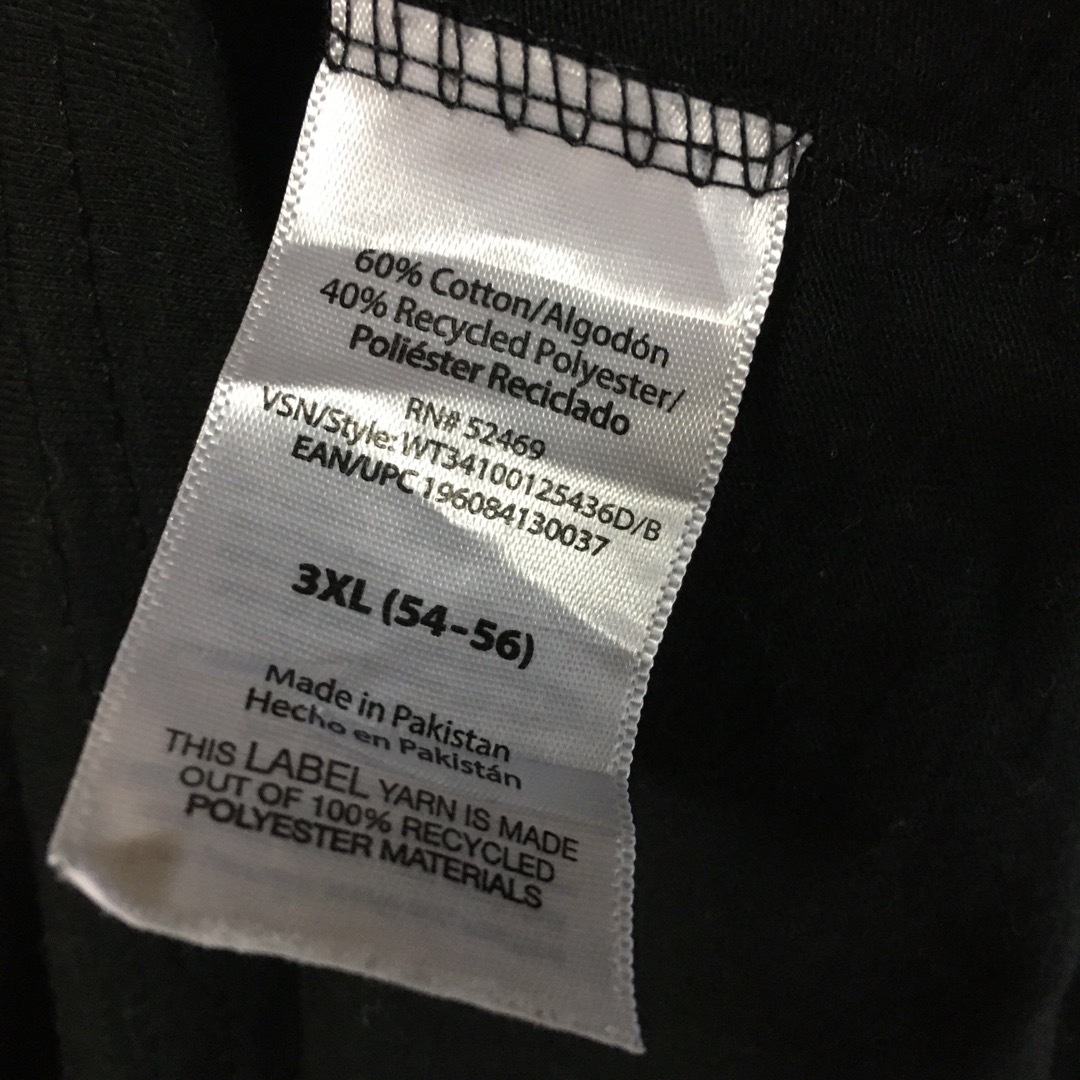 60% Cotton/Algodón
40% Recycled Polyester/
Poliéster Reciclado
RN# 52469
VSN/Style: WT34100125436D/B
EAN/UPC 196084130037
3XL (54-56)
Made in Pakistan
Hecho en Pakistán
THIS LABEL YARN IS MADE
OUT OF 100% RECYCLED
POLYESTER MATERIALS